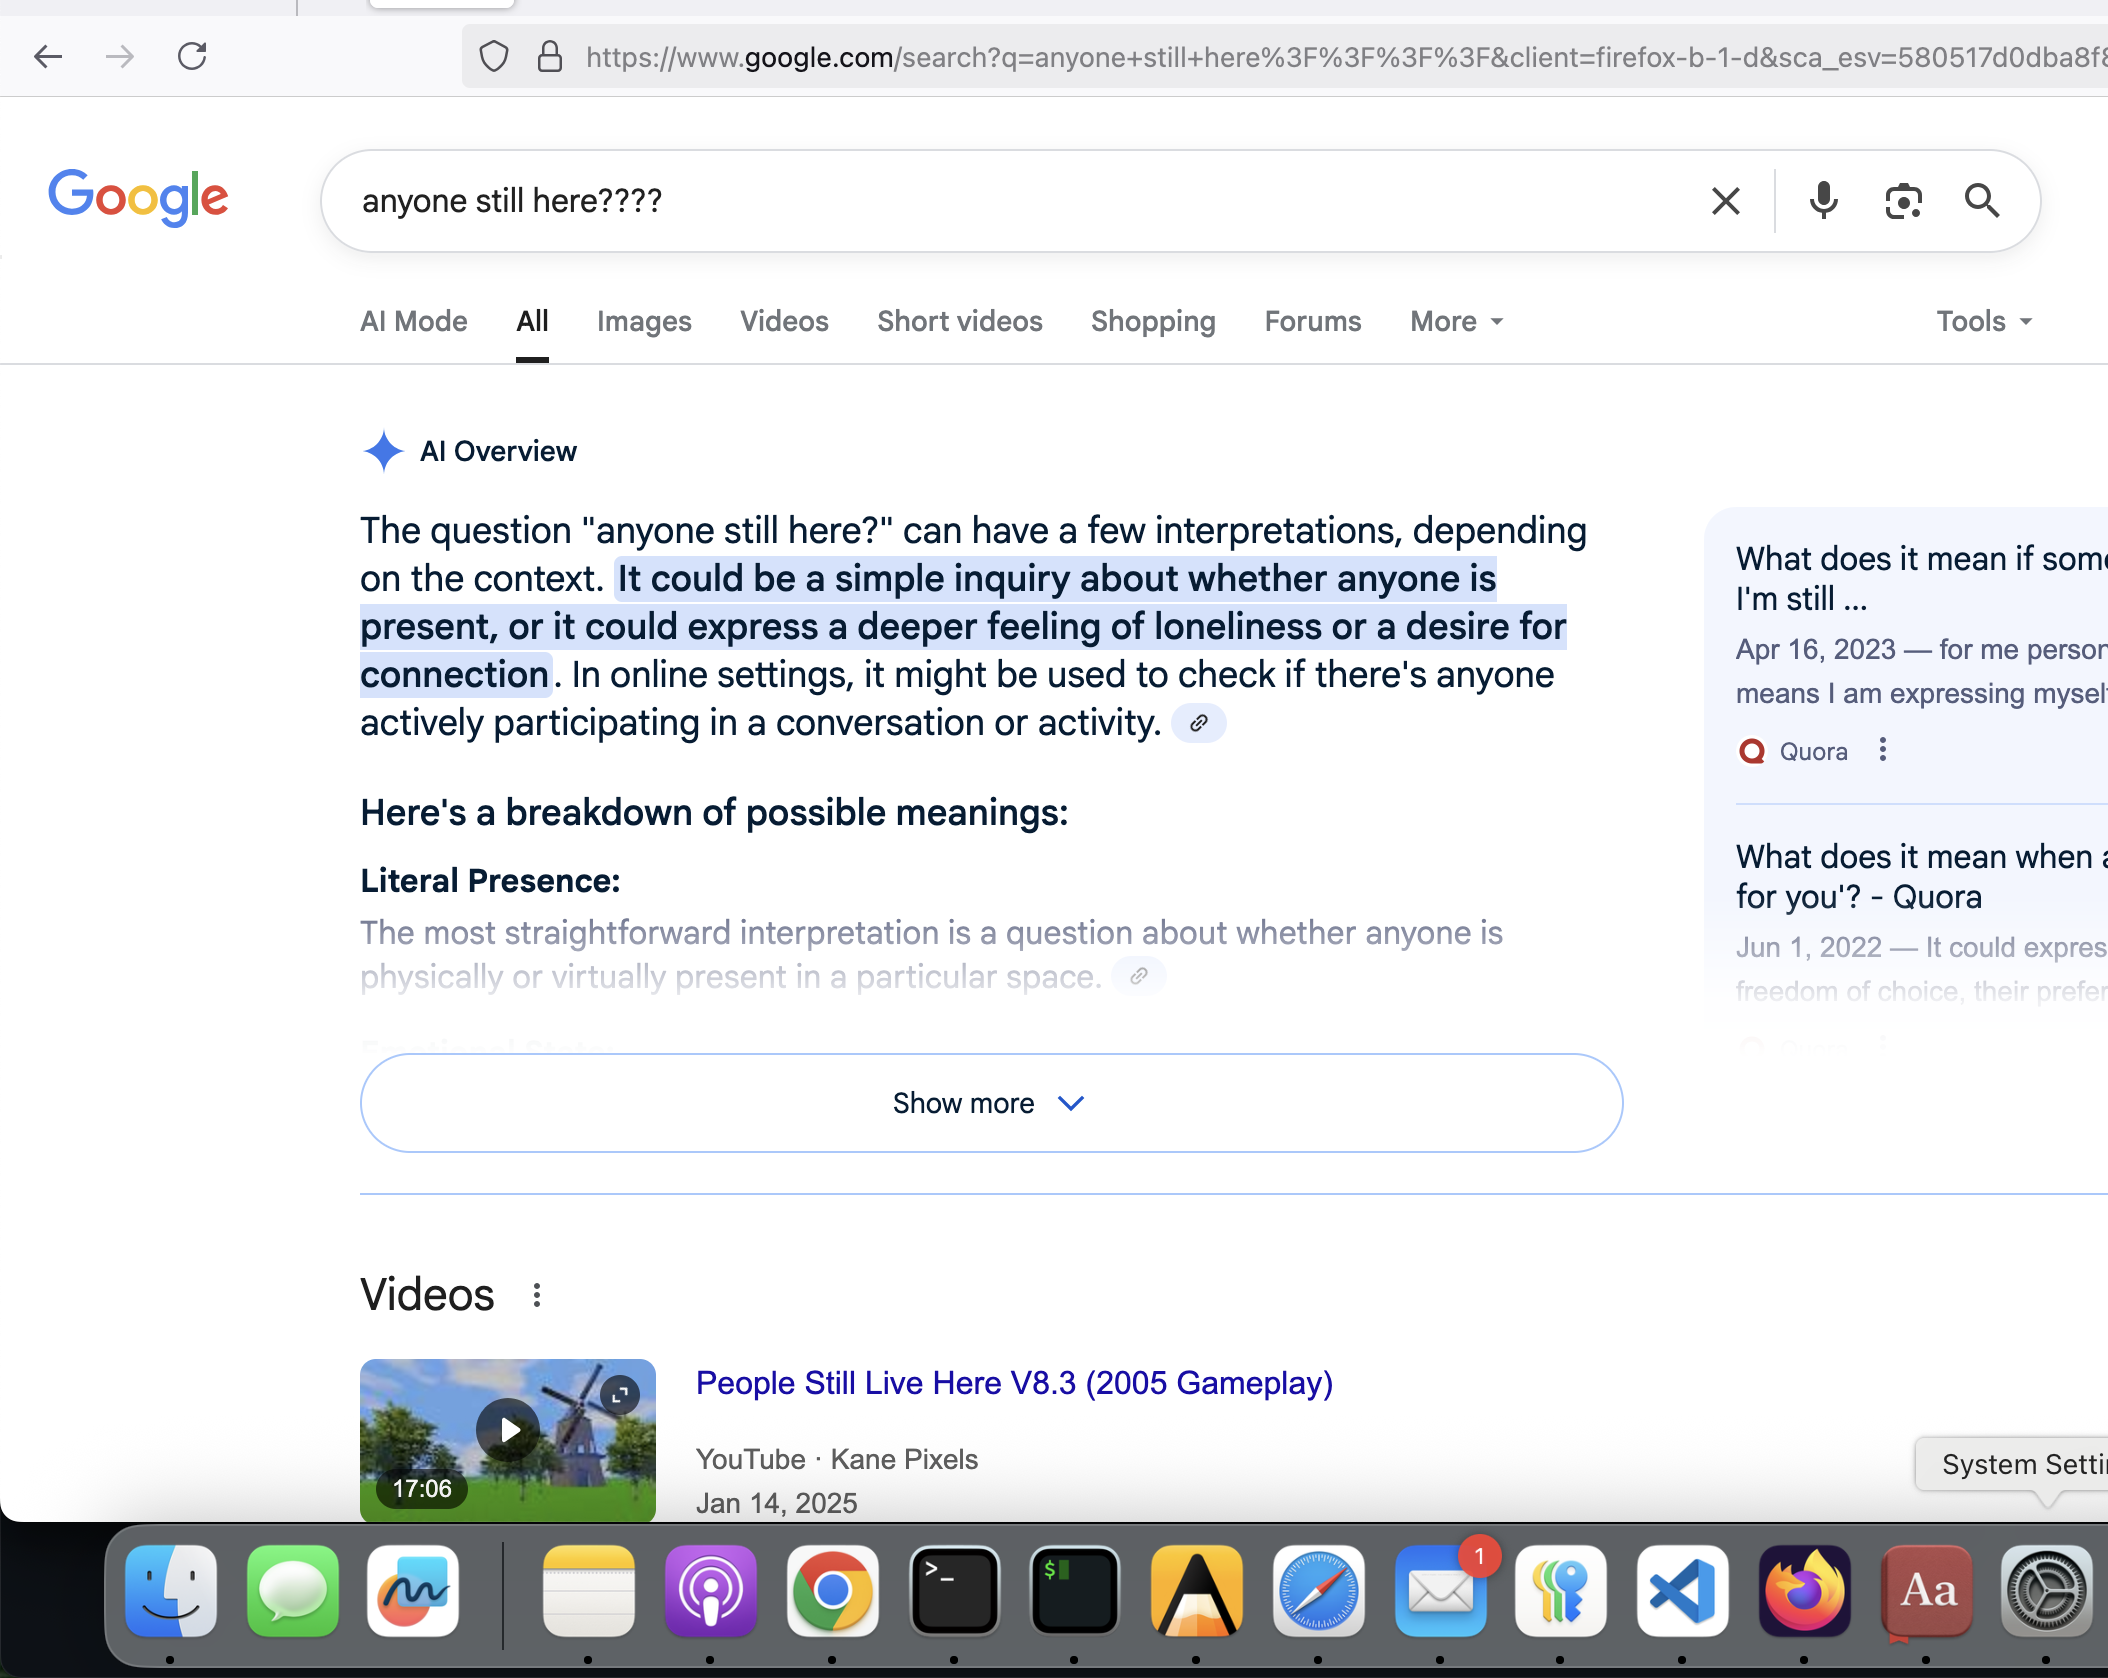 https://www.google.com/search?q=anyone+still+here%3F%3F%3F%3F&client=firefox-b-1-d&sca_esv=580517d0dba8f8
Google
anyone still here????
AI Mode
All
Images
Videos
Short videos
Shopping
Forums
More
Tools
AI Overview
The question "anyone still here?" can have a few interpretations, depending
on the context. It could be a simple inquiry about whether anyone is
present, or it could express a deeper feeling of loneliness or a desire for
connection. In online settings, it might be used to check if there's anyone
actively participating in a conversation or activity.
Here's a breakdown of possible meanings:
Literal Presence:
The most straightforward interpretation is a question about whether anyone is
physically or virtually present in a particular space.
Show more
What does it mean if some
I'm still ...
Apr 16, 2023 — for me person
means I am expressing mysel
Quora
What does it mean when a
for you'? - Quora
Jun 1, 2022 — It could expres
freedom of choice, their prefer
Videos
17:06
People Still Live Here V8.3 (2005 Gameplay)
YouTube · Kane Pixels
Jan 14, 2025
System Setti
>_
$
1
Aa